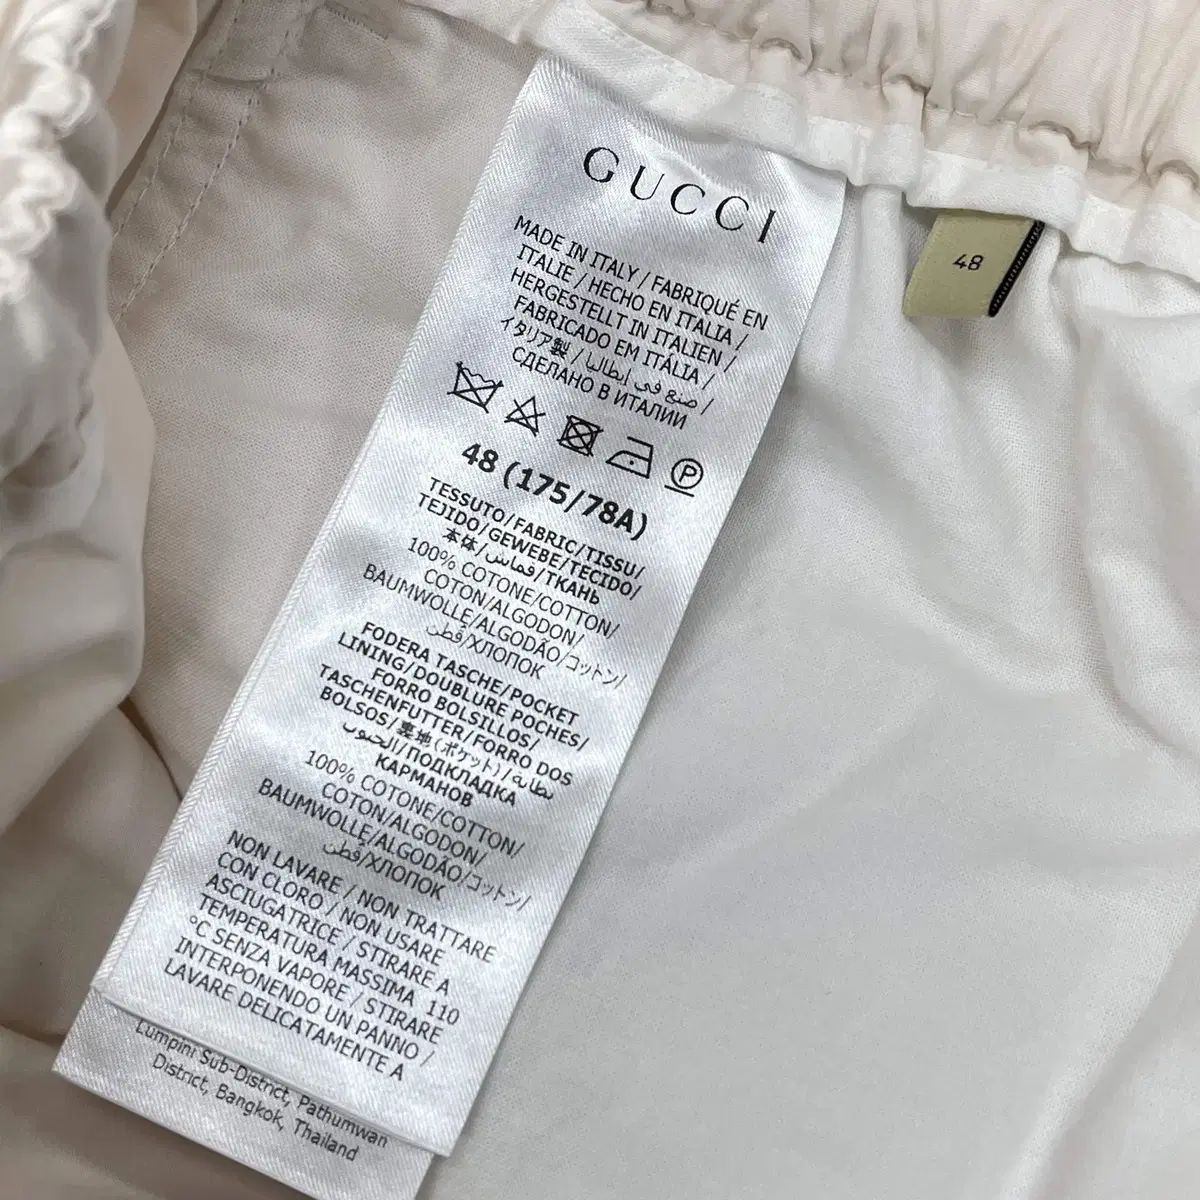 GUCCI
MADE IN ITALY / FABRIQUÉ EN
ITALIE / HECHO EN ITALIA /
HERGESTELLT IN ITALIEN /
FABRICADO EM ITÁLIA /
イタリア製 / صنع في إيطاليا /
СДЕЛАНО В ИТАЛИИ
P
48 (175/78A)
TESSUTO/FABRIC/TISSU/
TEJIDO/GEWEBE/TECIDO/
本体/قماش/ТКАНЬ
100% COTONE/COTTON/
COTON/ALGODON/
BAUMWOLLE/ALGODÃO/コットン/
قطن/ХЛОПОК
FODERA TASCHE/POCKET
LINING/DOUBLURE POCHES/
FORRO BOLSILLOS/
TASCHENFUTTER/FORRO DOS
BOLSOS/裏地(ポケット)/بطانة
الجيوب/ПОДКЛАДКА
КАРМАНОВ
100% COTONE/COTTON/
COTON/ALGODON/
BAUMWOLLE/ALGODÃO/コットン/
قطن/ХЛОПОК
NON LAVARE / NON TRATTARE
CON CLORO / NON USARE
ASCIUGATRICE / STIRARE A
TEMPERATURA MASSIMA 110
°C SENZA VAPORE / STIRARE
INTERPONENDO UN PANNO /
LAVARE DELICATAMENTE A
Lumpini Sub-District, Pathumwan
District, Bangkok, Thailand
48